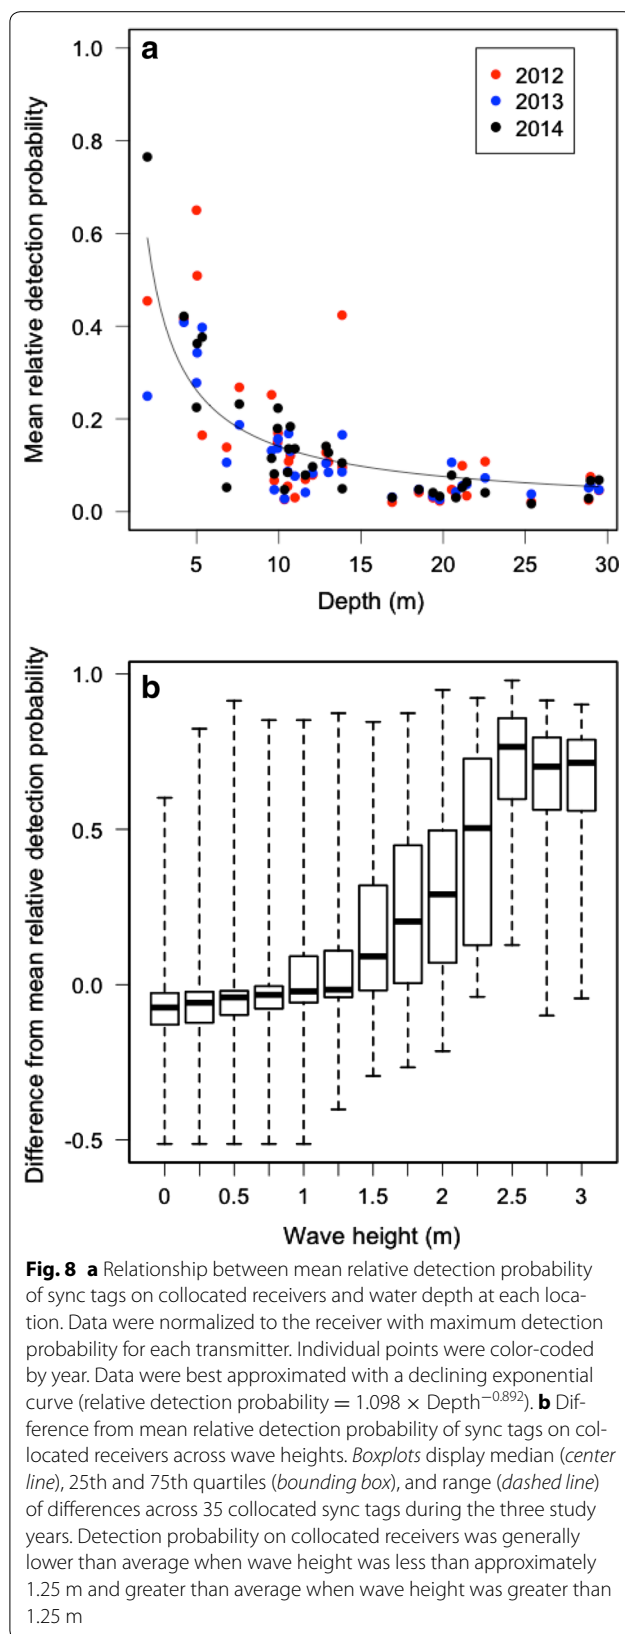 a
1.0
0.8
0.6
0.4
0.2
0.0
Mean relative detection probability
2012
2013
2014
5
10
15
20
25
30
Depth (m)
b
1.0
0.5
0.0
-0.5
Difference from mean relative detection probability
0
0.5
1
1.5
2
2.5
3
Wave height (m)
Fig. 8 a Relationship between mean relative detection probability
of sync tags on collocated receivers and water depth at each loca-
tion. Data were normalized to the receiver with maximum detection
probability for each transmitter. Individual points were color-coded
by year. Data were best approximated with a declining exponential
curve (relative detection probability = 1.098 × Depth−0.892). b Dif-
ference from mean relative detection probability of sync tags on col-
located receivers across wave heights. Boxplots display median (center
line), 25th and 75th quartiles (bounding box), and range (dashed line)
of differences across 35 collocated sync tags during the three study
years. Detection probability on collocated receivers was generally
lower than average when wave height was less than approximately
1.25 m and greater than average when wave height was greater than
1.25 m